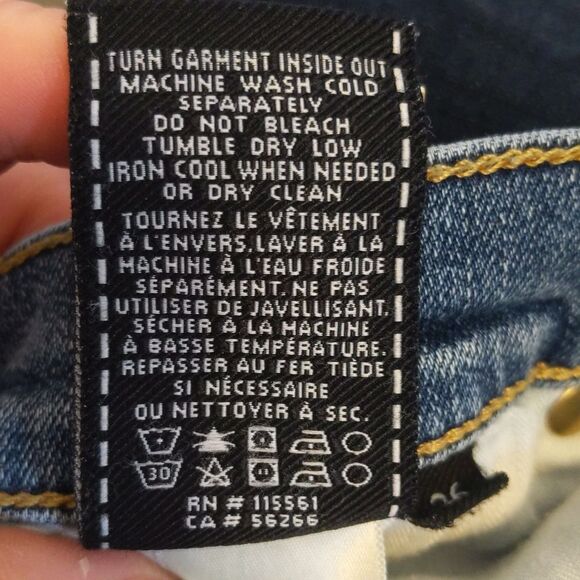 TURN GARMENT INSIDE OUT
MACHINE WASH COLD
SEPARATELY
DO NOT BLEACH
TUMBLE DRY LOW
IRON COOL WHEN NEEDED
OR DRY CLEAN
TOURNEZ LE VÊTEMENT
À L'ENVERS. LAVER À LA
MACHINE À L'EAU FROIDE
SÉPARÉMENT. NE PAS
UTILISER DE JAVELLISANT.
SÉCHER À LA MACHINE
À BASSE TEMPÉRATURE.
REPASSER AU FER TIÈDE
SI NÉCESSAIRE
OU NETTOYER À SEC.
30
RN # 115561
CA # 56266